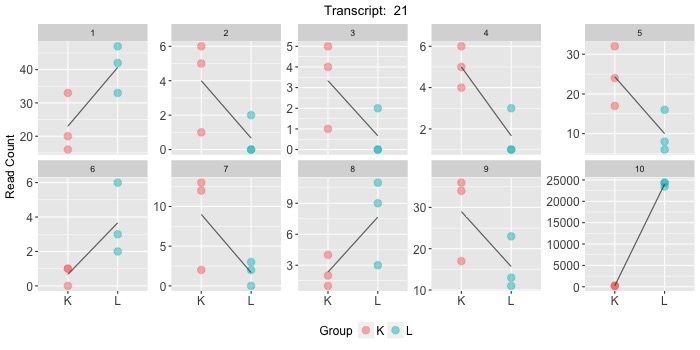 Transcript: 21
1 2 3 4 5
40 30 20
6 4 2 0
5 4 3 2 1 0
6 4 2
30 20 10
6 7 8 9 10
6 4 2 0
10 5 0
9 6 3
30 20 10
25000 20000 15000 10000 5000 0
Read Count
K L K L K L K L K L
Group K L